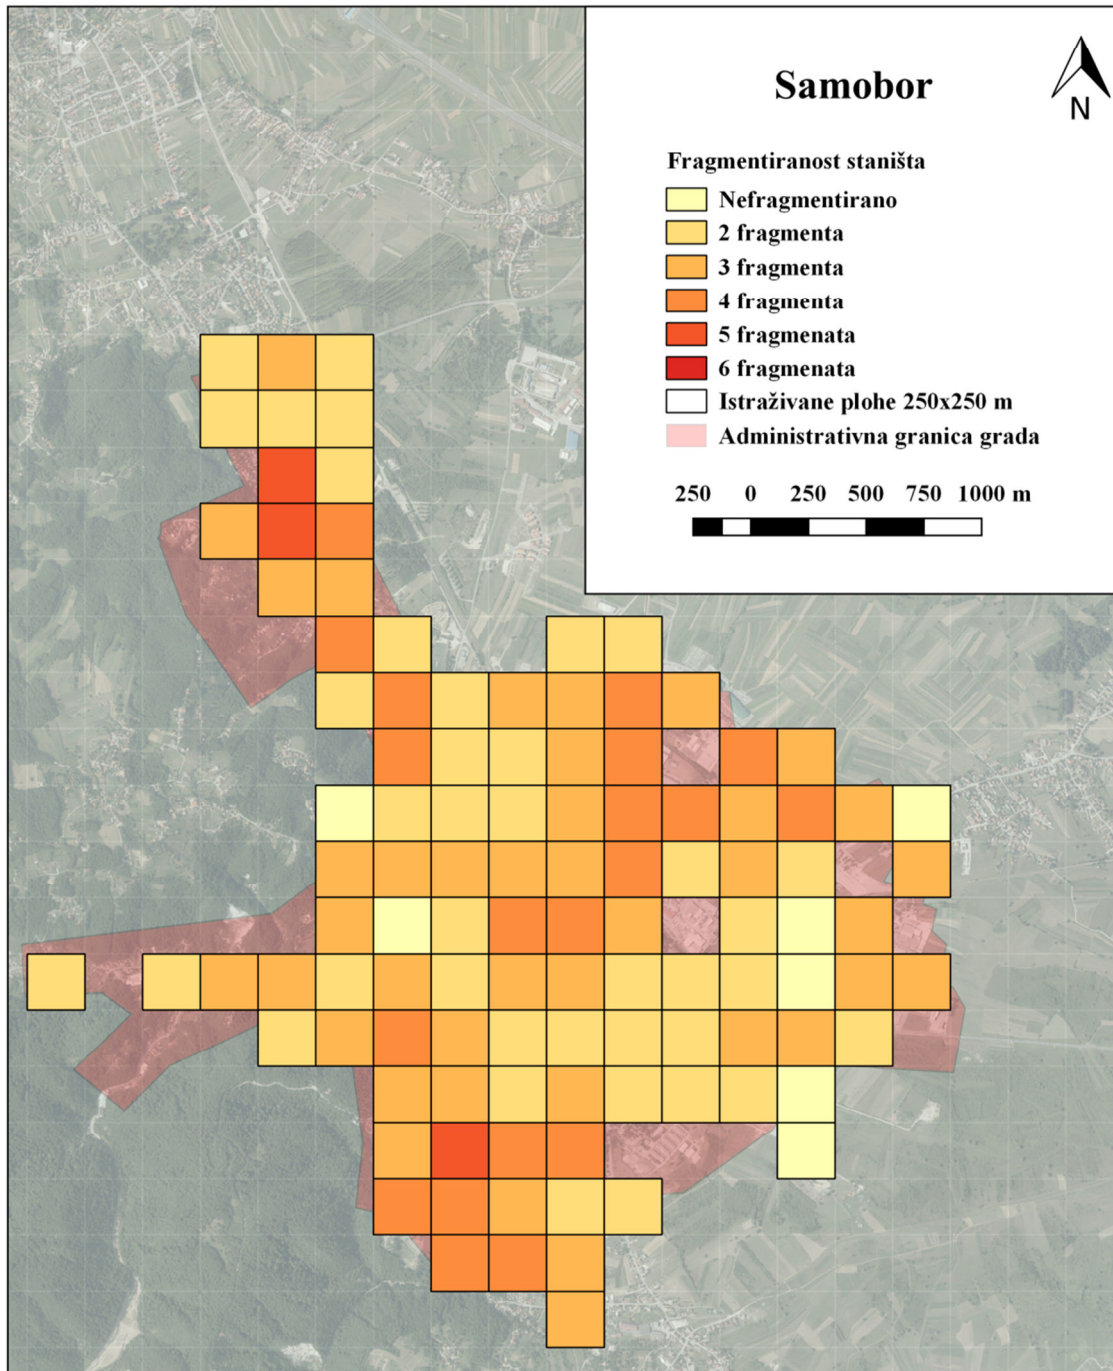 Samobor
N
Fragmentiranost staništa
Nefragmentirano
2 fragmenta
3 fragmenta
4 fragmenta
5 fragmenata
6 fragmenata
Istraživane plohe 250x250 m
Administrativna granica grada
250 0 250 500 750 1000 m